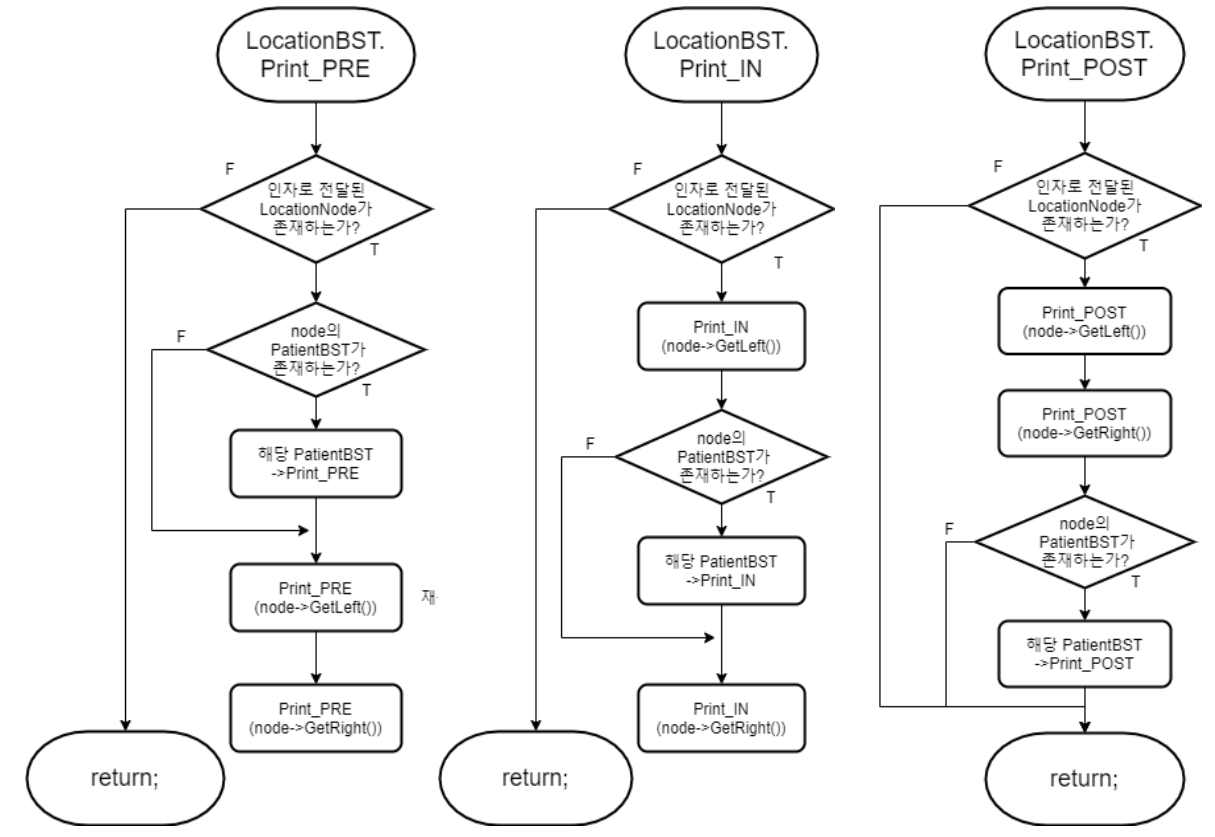 LocationBST.
Print_PRE
F
인자로 전달된
LocationNode가
존재하는가?
T
F
node의
PatientBST가
존재하는가?
T
해당 PatientBST
->Print_PRE
Print_PRE
(node->GetLeft())
재
Print_PRE
(node->GetRight())
return;
LocationBST.
Print_IN
F
인자로 전달된
LocationNode가
존재하는가?
T
Print_IN
(node->GetLeft())
F
node의
PatientBST가
존재하는가?
T
해당 PatientBST
->Print_IN
Print_IN
(node->GetRight())
return;
LocationBST.
Print_POST
F
인자로 전달된
LocationNode가
존재하는가?
T
Print_POST
(node->GetLeft())
Print_POST
(node->GetRight())
F
node의
PatientBST가
존재하는가?
T
해당 PatientBST
->Print_POST
return;